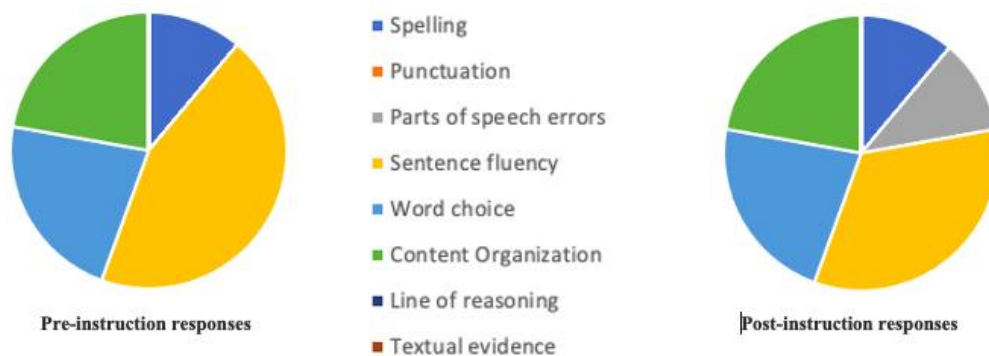 Spelling
Punctuation
Parts of speech errors
Sentence fluency
Word choice
Content Organization
Line of reasoning
Textual evidence
Pre-instruction responses
Post-instruction responses